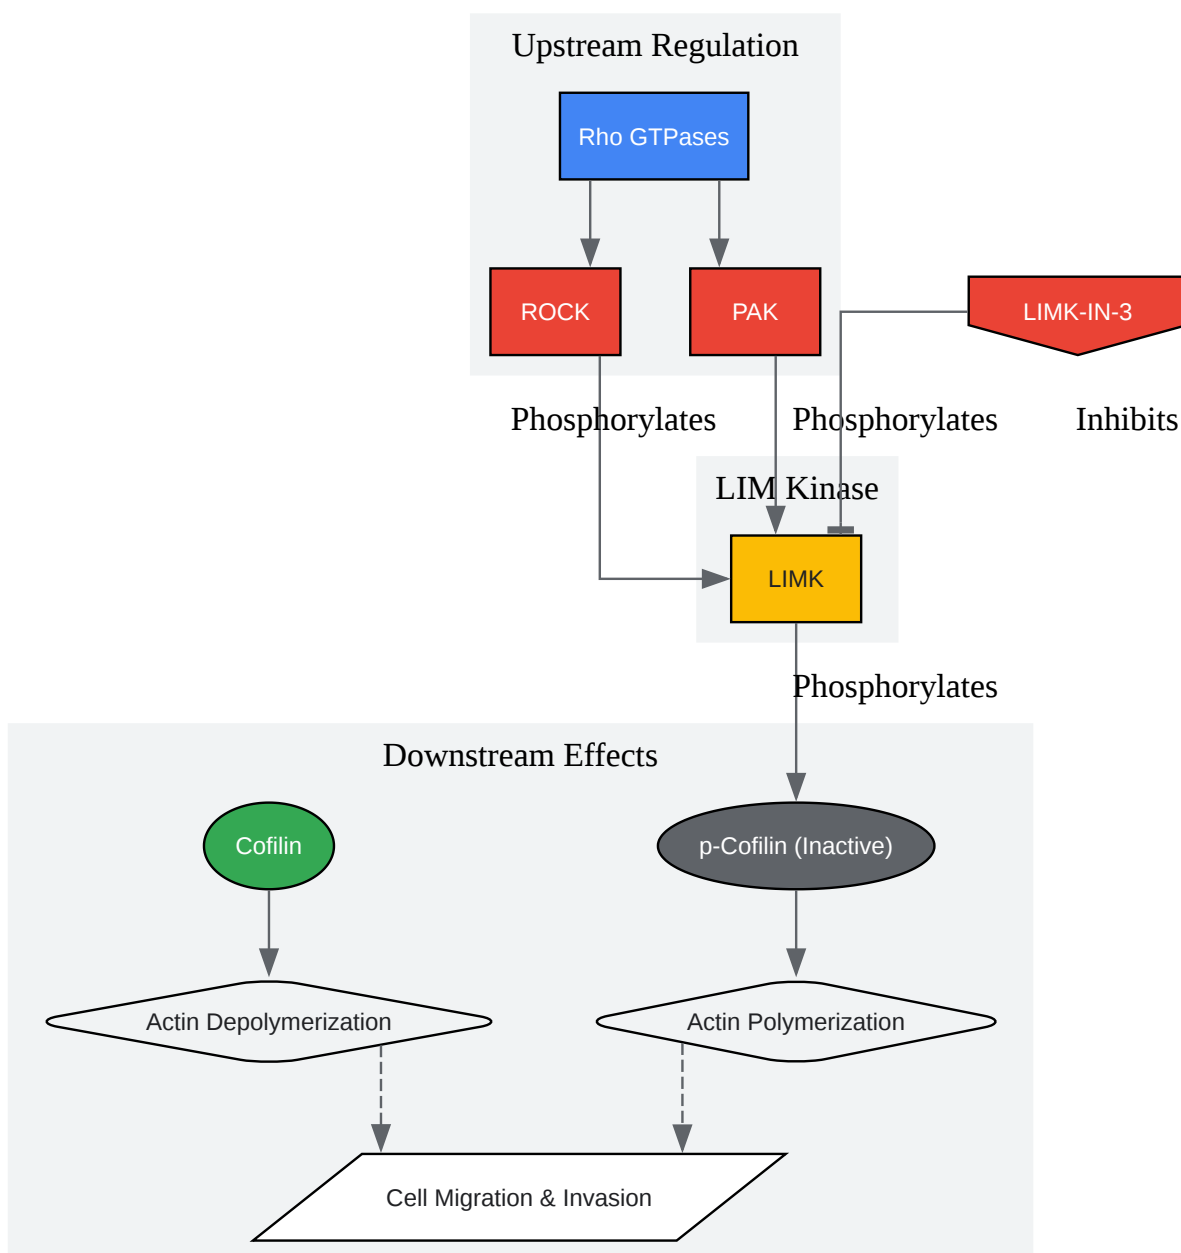 Upstream Regulation
Rho GTPases
ROCK
PAK
LIMK-IN-3
Phosphorylates
Phosphorylates
Inhibits
LIM Kinase
LIMK
Phosphorylates
Downstream Effects
Cofilin
p-Cofilin (Inactive)
Actin Depolymerization
Actin Polymerization
Cell Migration & Invasion